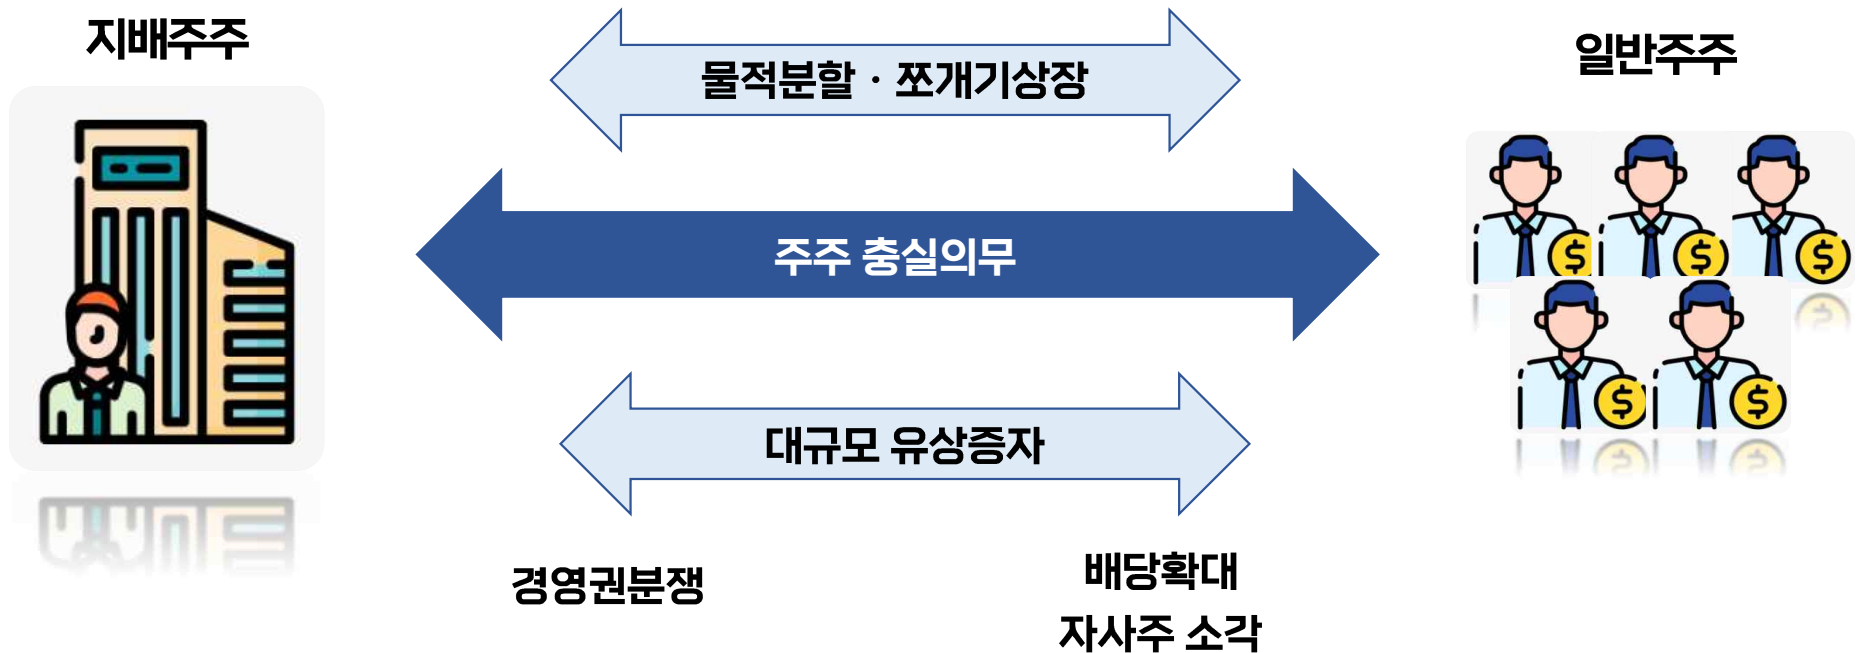 지배주주
일반주주
물적분할 · 쪼개기상장
주주 충실의무
대규모 유상증자
경영권분쟁
배당확대
자사주 소각